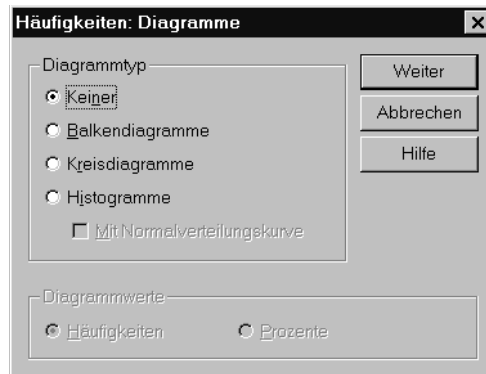 Häufigkeiten: Diagramme
Diagrammtyp
Keiner
Balkendiagramme
Kreisdiagramme
Histogramme
Mit Normalverteilungskurve
Weiter
Abbrechen
Hilfe
Diagrammwerte
Häufigkeiten
Prozente